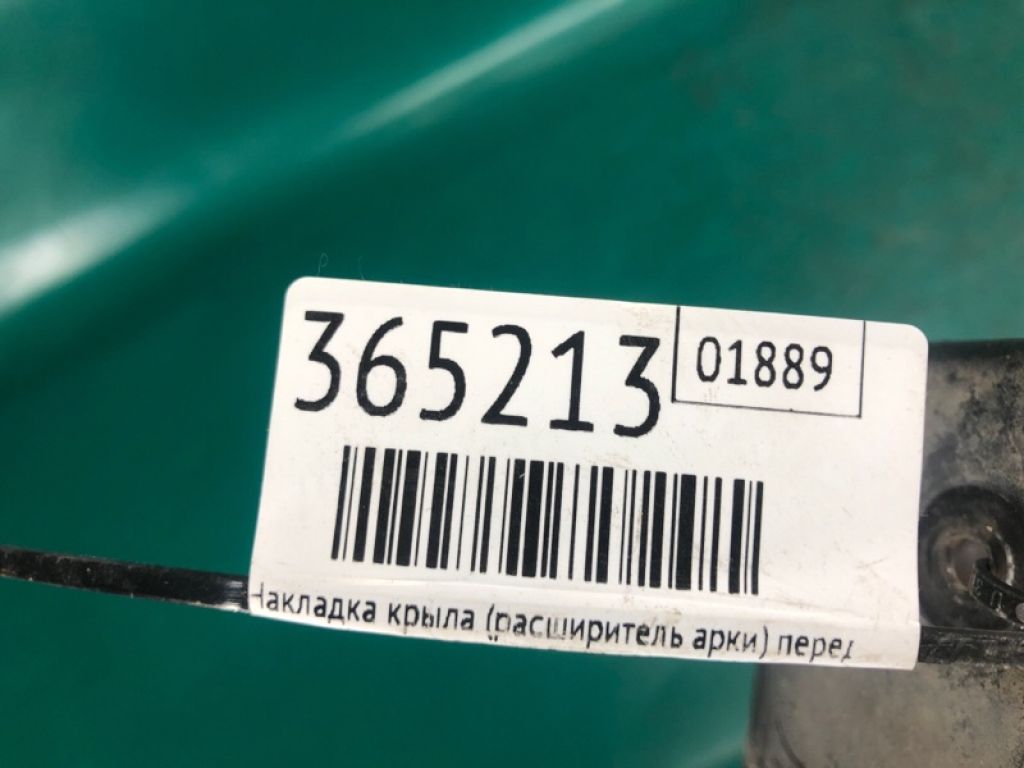 365213
01889
Накладка крыла (расширитель арки) перед